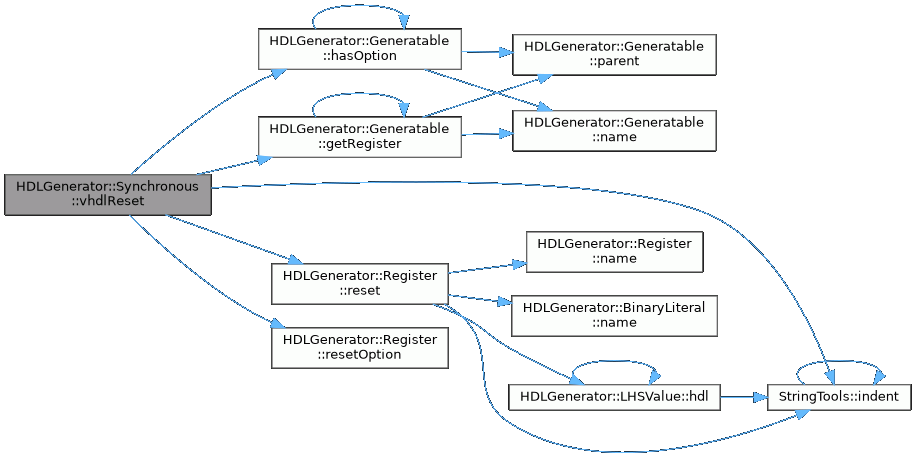 HDLGenerator::Generatable
::hasOption
HDLGenerator::Generatable
::parent
HDLGenerator::Generatable
::name
HDLGenerator::Generatable
::getRegister
HDLGenerator::Synchronous
::vhdlReset
HDLGenerator::Register
::name
HDLGenerator::Register
::reset
HDLGenerator::BinaryLiteral
::name
HDLGenerator::Register
::resetOption
HDLGenerator::LHSValue::hdl
StringTools::indent